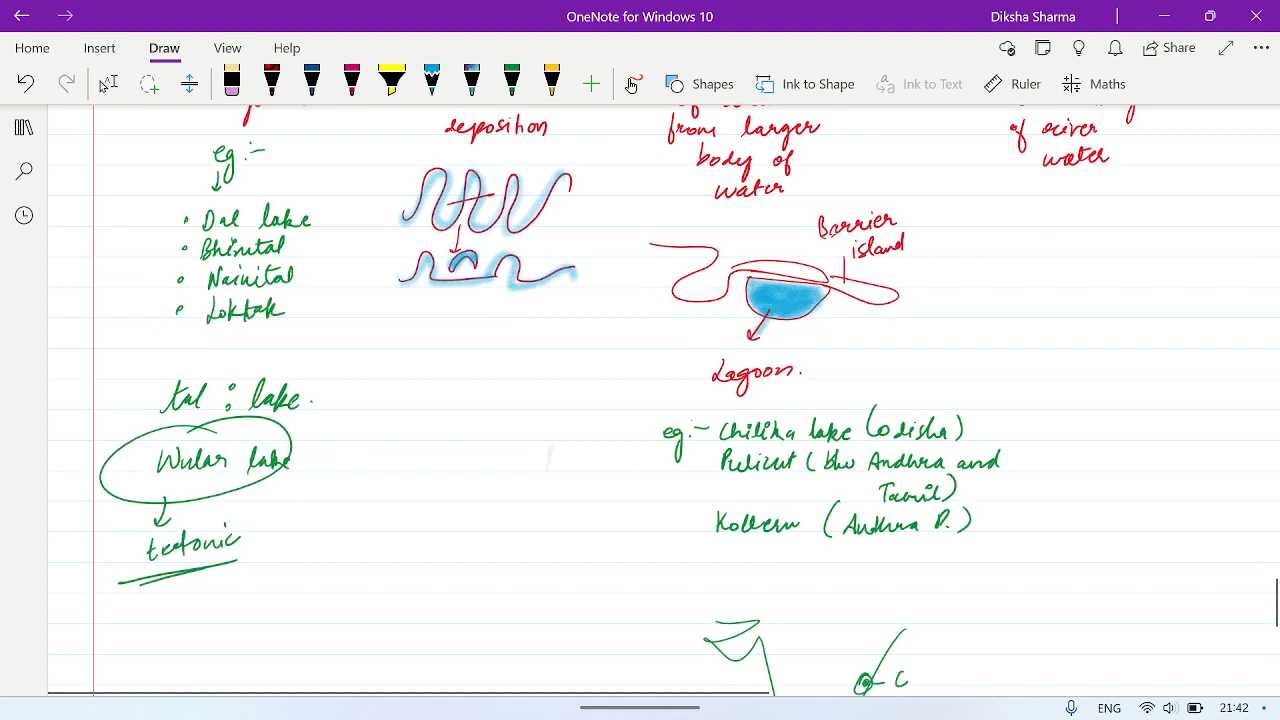 OneNote for Windows 10
Diksha Sharma
Home Insert Draw View Help
Share
Shapes
Ink to Shape
Ink to Text
Ruler
Maths
deposition
from larger
body of
water
of river
water
eg:-
• Dal lake
• Bhimtal
• Nainital
• Loktak
Barrier
island
Lagoon.
tal : lake.
Wular lake
tectonic
eg:- Chilika lake (Odisha)
Pulicut (btw Andhra and
Tamil)
Kolleru (Andhra P.)
C
ENG
21:42